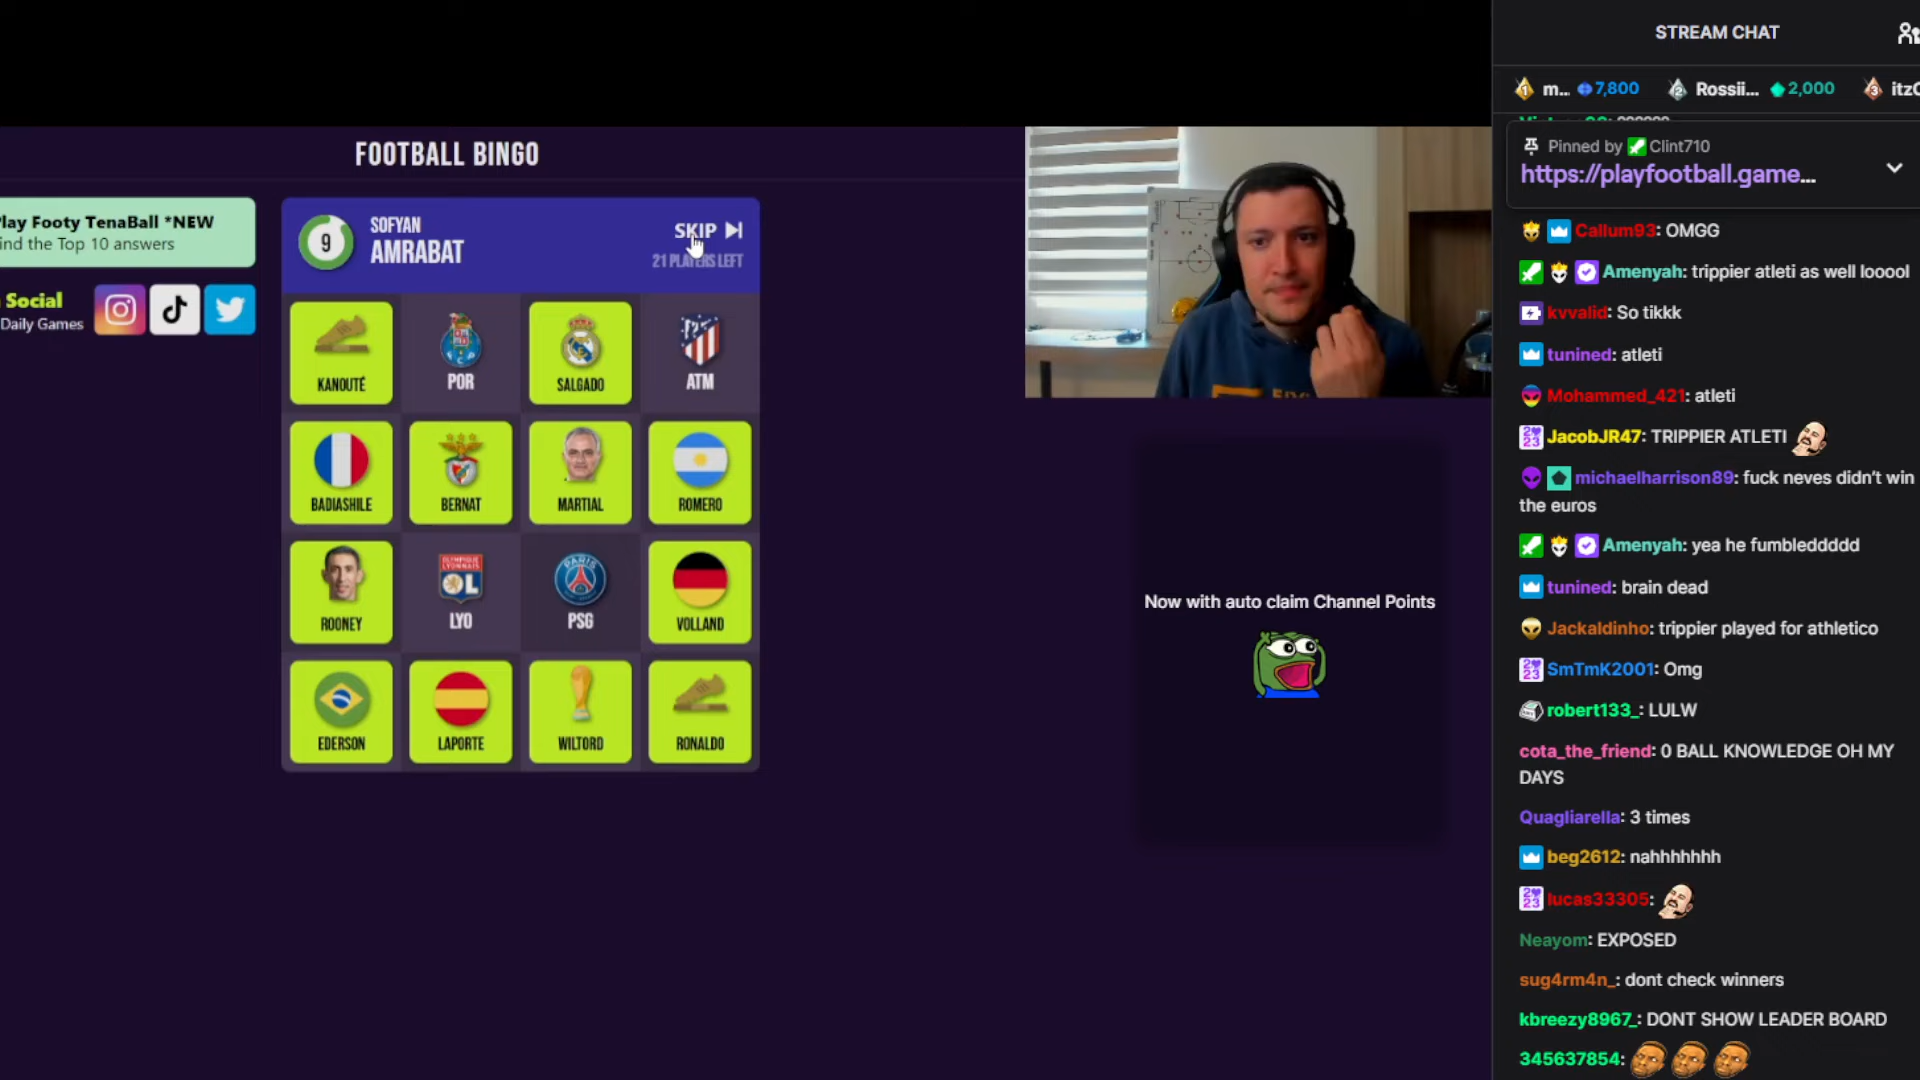 FOOTBALL BINGO
Play Footy TenaBall *NEW
ind the Top 10 answers
Social
Daily Games
9
SOFYAN
AMRABAT
SKIP
21 PLAYERS LEFT
KANOUTÉ
POR
SALGADO
ATM
BADIASHILE
BERNAT
MARTIAL
ROMERO
ROONEY
OLYMPIQUE LYONNAIS
OL
LYO
PARIS
PSG
VOLLAND
EDERSON
LAPORTE
WILTORD
RONALDO
Now with auto claim Channel Points
STREAM CHAT
m... 7,800 Rossii... 2,000 itzC
Pinned by Clint710
https://playfootball.game...
Callum93: OMGG
Amenyah: trippier atleti as well looool
kvvalid: So tikkk
tunined: atleti
Mohammed_421: atleti
JacobJR47: TRIPPIER ATLETI
michaelharrison89: fuck neves didn't win
the euros
Amenyah: yea he fumbleddddd
tunined: brain dead
Jackaldinho: trippier played for athletico
SmTmK2001: Omg
robert133_: LULW
cota_the_friend: 0 BALL KNOWLEDGE OH MY
DAYS
Quagliarella: 3 times
beg2612: nahhhhhhh
lucas33305:
Neayom: EXPOSED
sug4rm4n_: dont check winners
kbreezy8967_: DONT SHOW LEADER BOARD
345637854: